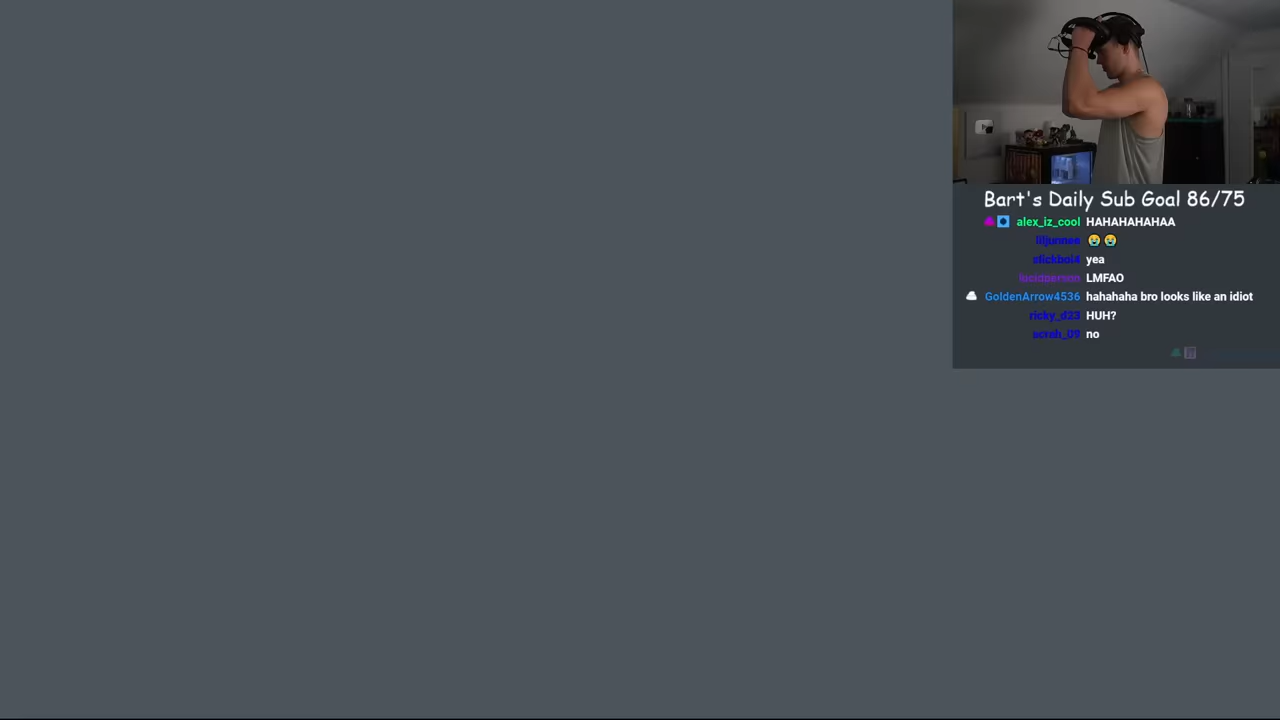 Bart's Daily Sub Goal 86/75
alex_iz_cool HAHAHAHAHAA
😭😭
yea
LMFAO
GoldenArrow4536 hahahaha bro looks like an idiot
ricky_d23 HUH?
no